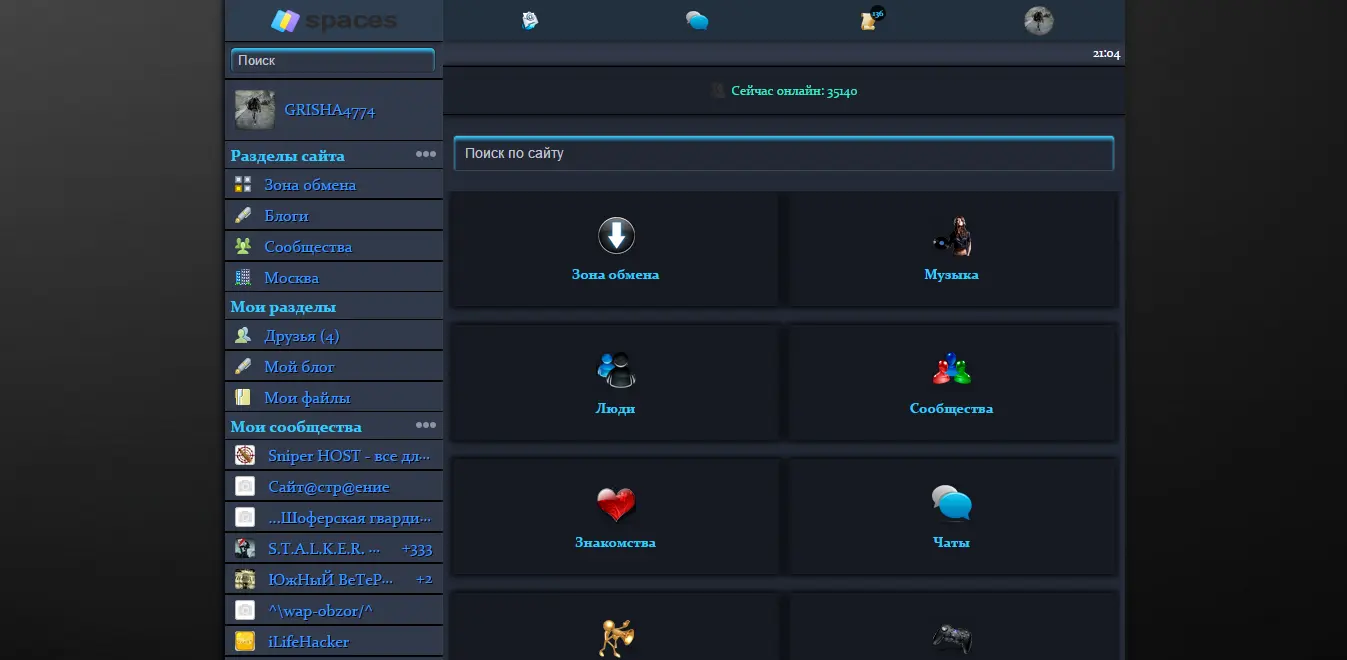 spaces
136
21:04
Поиск
GRISHA4774
Разделы сайта
Зона обмена
Блоги
Сообщества
Москва
Мои разделы
Друзья (4)
Мой блог
Мои файлы
Мои сообщества
Sniper HOST - все дл...
Сайт@стр@ение
...Шоферская гварди...
S.T.A.L.K.E.R. ... +333
ЮжНыЙ ВеТеР... +2
^\wap-obzor/^
iLifeHacker
Сейчас онлайн: 35140
Поиск по сайту
Зона обмена
Музыка
Люди
Сообщества
Знакомства
Чаты